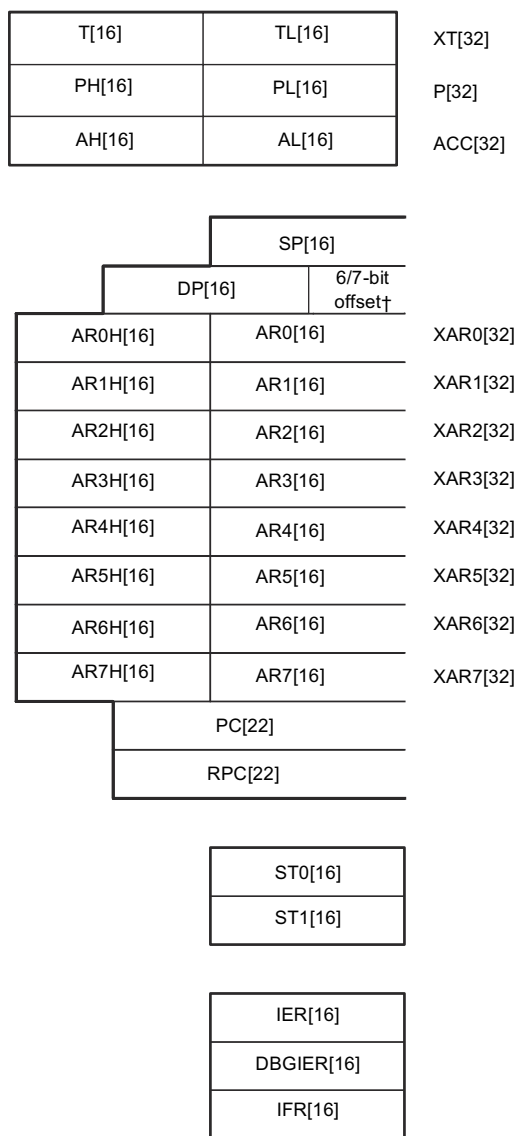 T[16] TL[16] XT[32]
PH[16] PL[16] P[32]
AH[16] AL[16] ACC[32]
SP[16]
DP[16] 6/7-bit
offset†
AR0H[16] AR0[16] XAR0[32]
AR1H[16] AR1[16] XAR1[32]
AR2H[16] AR2[16] XAR2[32]
AR3H[16] AR3[16] XAR3[32]
AR4H[16] AR4[16] XAR4[32]
AR5H[16] AR5[16] XAR5[32]
AR6H[16] AR6[16] XAR6[32]
AR7H[16] AR7[16] XAR7[32]
PC[22]
RPC[22]
ST0[16]
ST1[16]
IER[16]
DBGIER[16]
IFR[16]